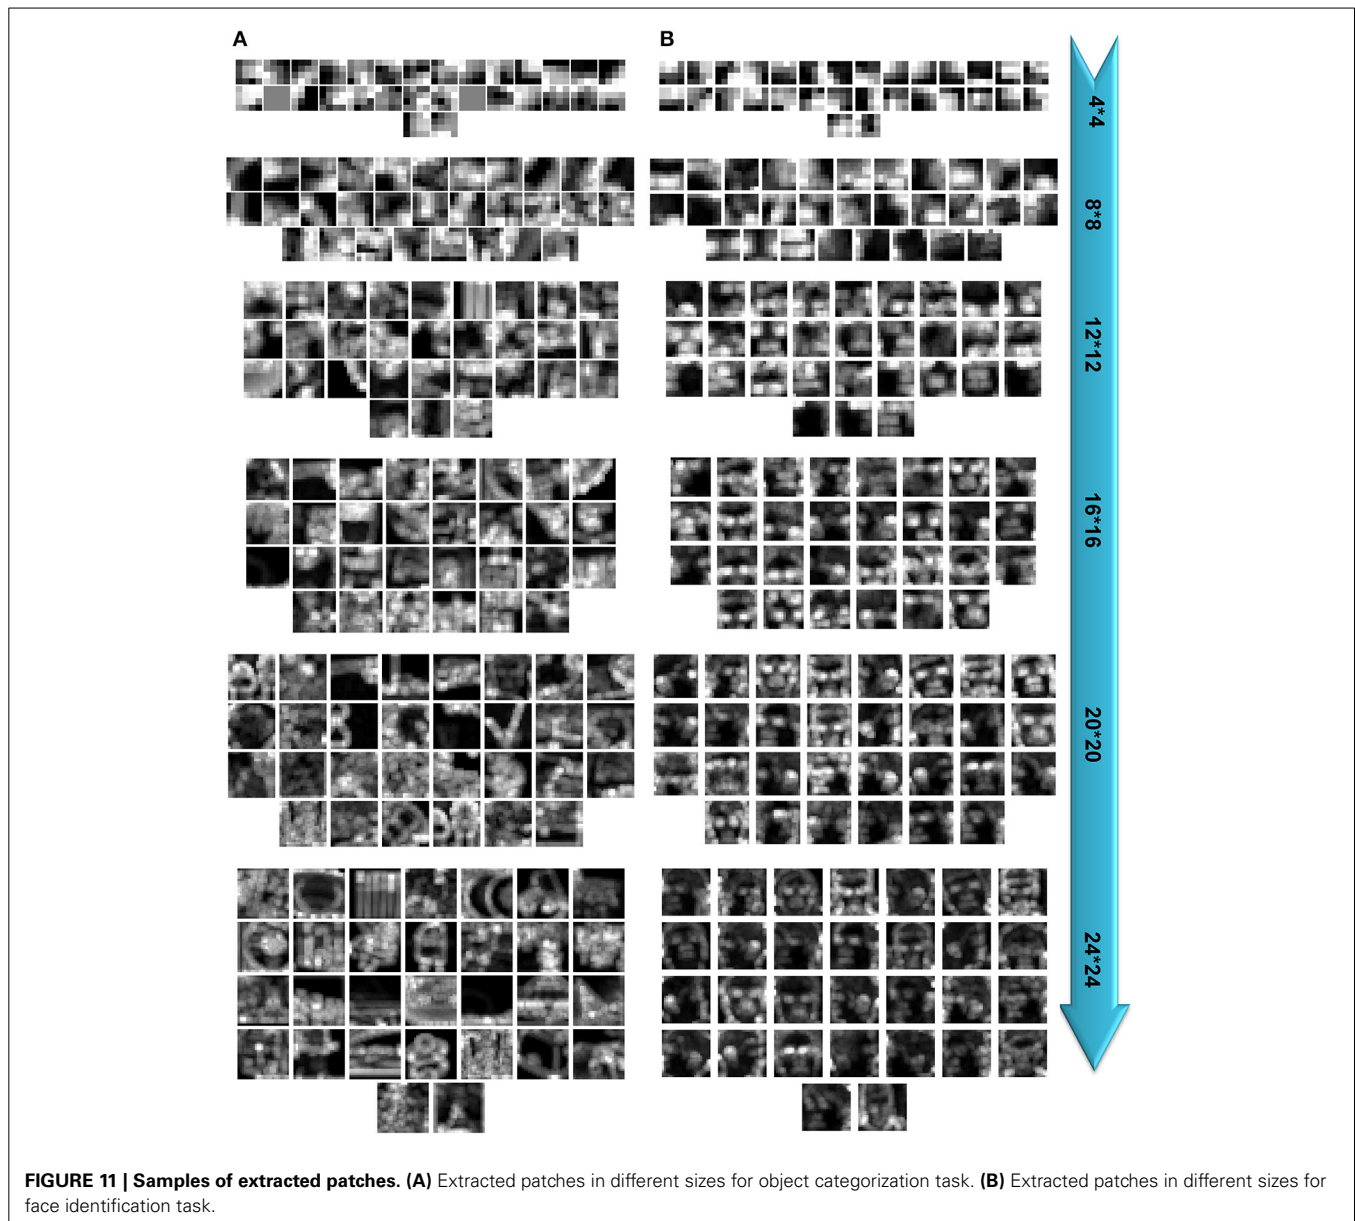 A
B
4*4
8*8
12*12
16*16
20*20
24*24
FIGURE 11 | Samples of extracted patches. (A) Extracted patches in different sizes for object categorization task. (B) Extracted patches in different sizes for
face identification task.